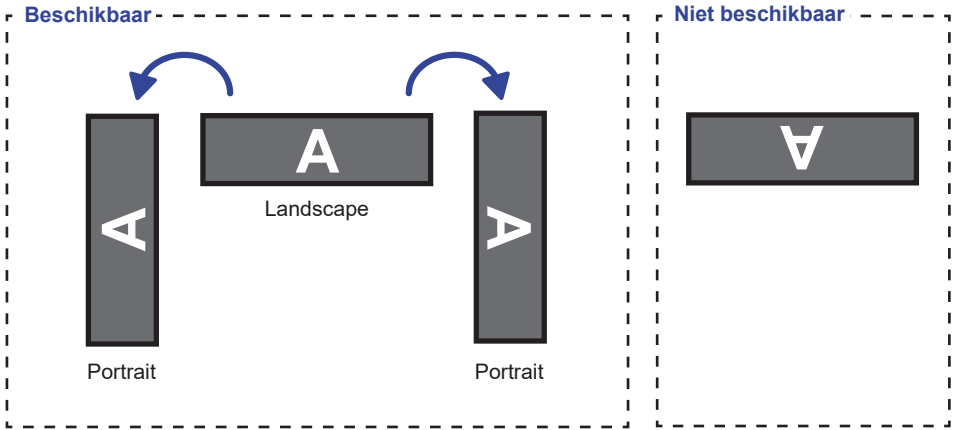 Beschikbaar
Niet beschikbaar
A
A
A
A
Landscape
Portrait
Portrait